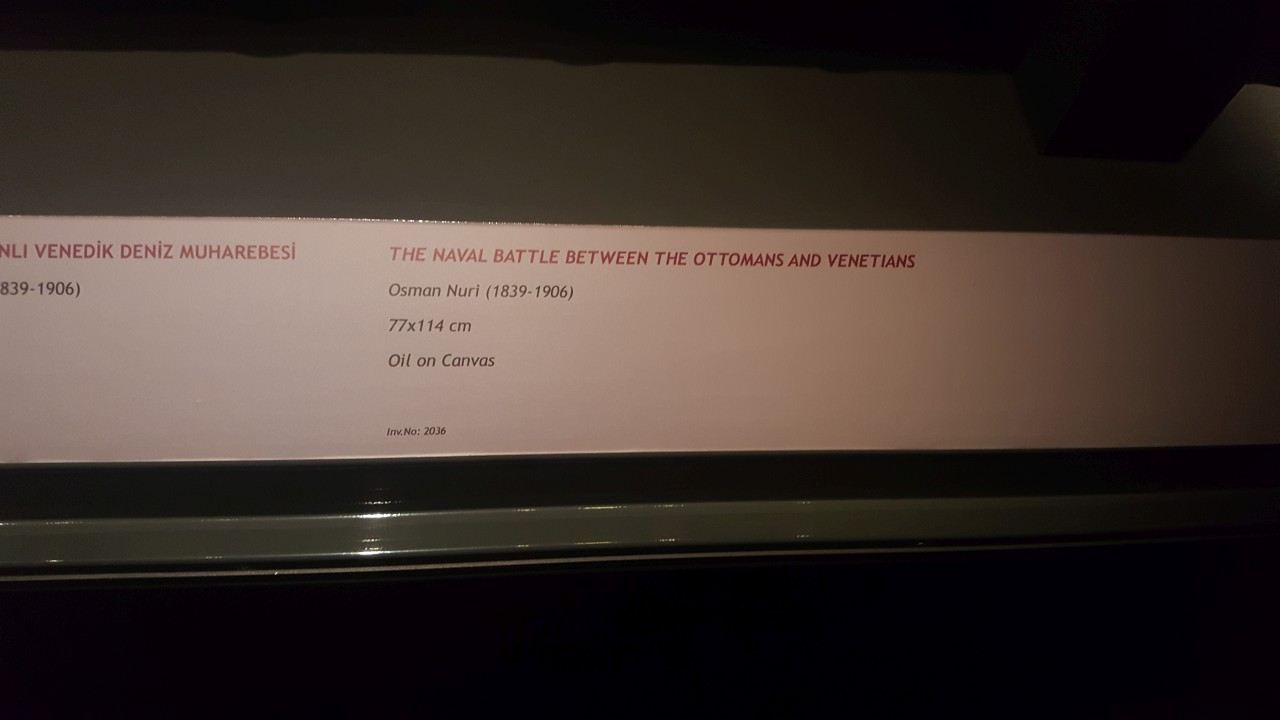 NLI VENEDİK DENİZ MUHAREBESİ
839-1906)
THE NAVAL BATTLE BETWEEN THE OTTOMANS AND VENETIANS
Osman Nuri (1839-1906)
77x114 cm
Oil on Canvas
Inv.No: 2036